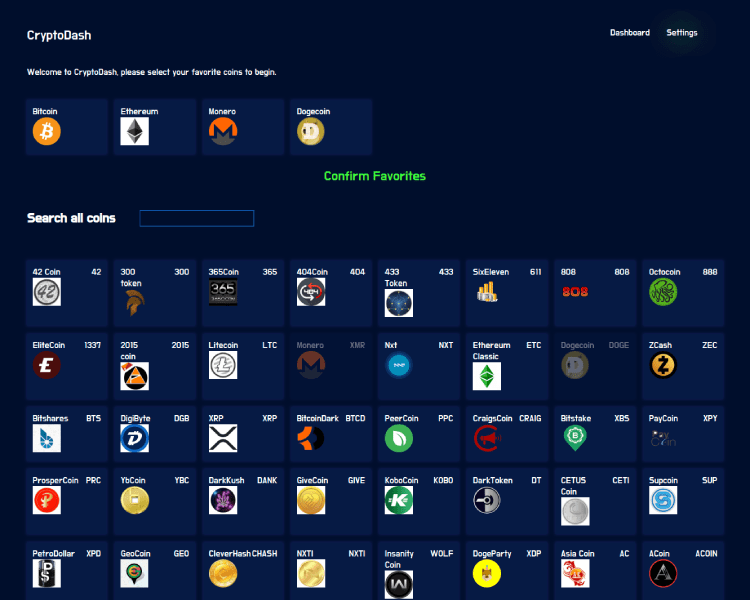 CryptoDash Dashboard Settings
Welcome to CryptoDash, please select your favorite coins to begin.
Bitcoin Ethereum Monero Dogecoin
Confirm Favorites
Search all coins
42 Coin 42 300 token 300 365Coin 365 404Coin 404 433 Token 433 SixEleven 611 808 808 Octocoin 888
365
404
808
EliteCoin 1337 2015 coin 2015 Litecoin LTC Monero XMR Nxt NXT Ethereum Classic ETC Dogecoin DOGE ZCash ZEC
Bitshares BTS DigiByte DGB XRP XRP BitcoinDark BTCD PeerCoin PPC CraigsCoin CRAIG Bitstake XBS PayCoin XPY
ProsperCoin PRC YbCoin YBC DarkKush DANK GiveCoin GIVE KoboCoin KOBO DarkToken DT CETUS Coin CETI Supcoin SUP
PetroDollar XPD GeoCoin GEO CleverHash CHASH NXTI NXTI Insanity Coin WOLF DogeParty XDP Asia Coin AC ACoin ACOIN